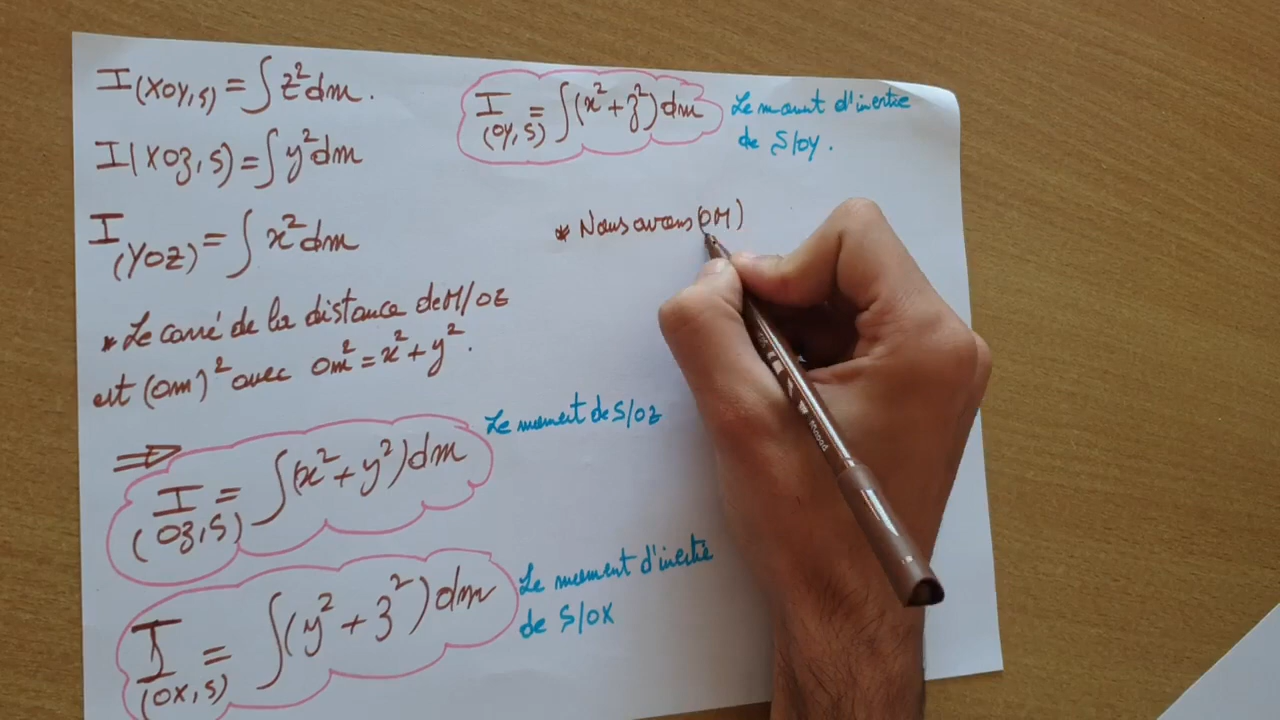 I(XOY,S) = ∫z²dm.
I(XOz,S) = ∫y²dm
I(YOZ) = ∫x²dm
* Le carré de la distance de M/OZ
est (Om)² avec Om² = x² + y².
Le moment de S/OZ
⇒ I(Oz,S) = ∫(x² + y²)dm
I(OX,S) = ∫(y² + z²)dm
Le moment d'inertie
de S/OX
I(OY,S) = ∫(x² + z²)dm
Le moment d'inertie
de S/OY.
* Nous avons (OM)